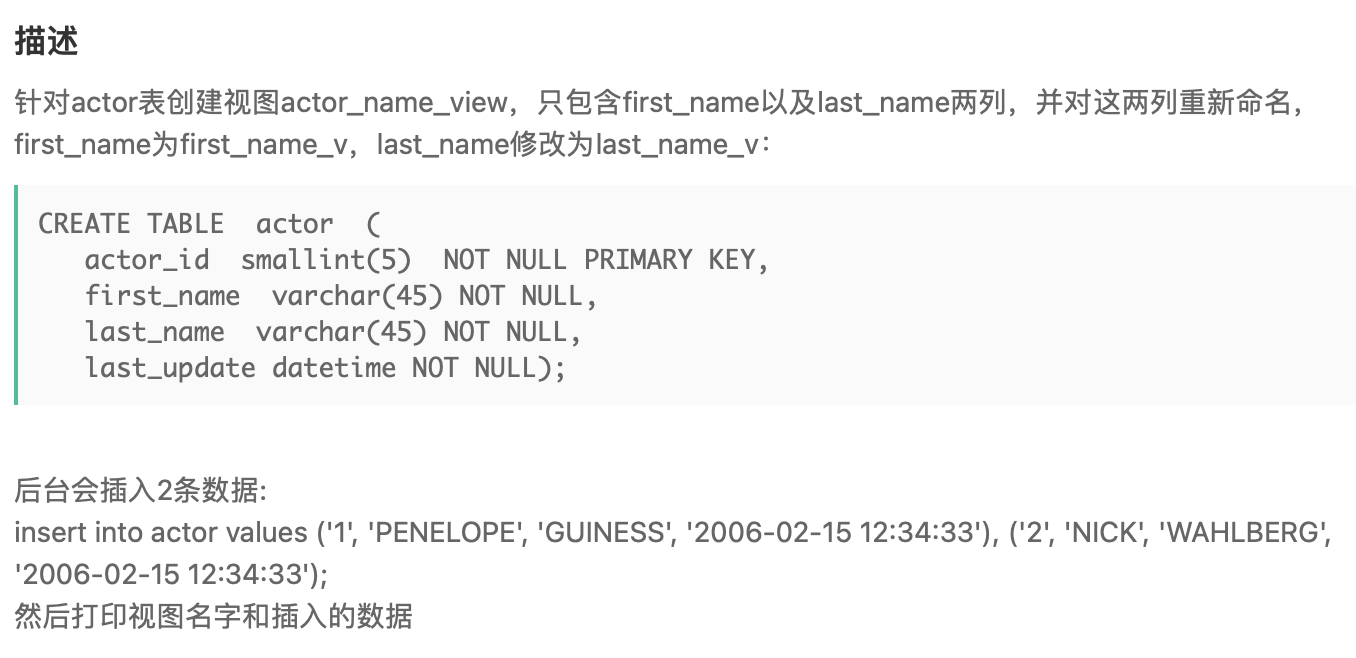 描述
针对actor表创建视图actor_name_view，只包含first_name以及last_name两列，并对这两列重新命名，
first_name为first_name_v，last_name修改为last_name_v：
CREATE TABLE  actor  (
   actor_id  smallint(5)  NOT NULL PRIMARY KEY,
   first_name  varchar(45) NOT NULL,
   last_name  varchar(45) NOT NULL,
   last_update datetime NOT NULL);
后台会插入2条数据:
insert into actor values ('1', 'PENELOPE', 'GUINESS', '2006-02-15 12:34:33'), ('2', 'NICK', 'WAHLBERG',
'2006-02-15 12:34:33');
然后打印视图名字和插入的数据